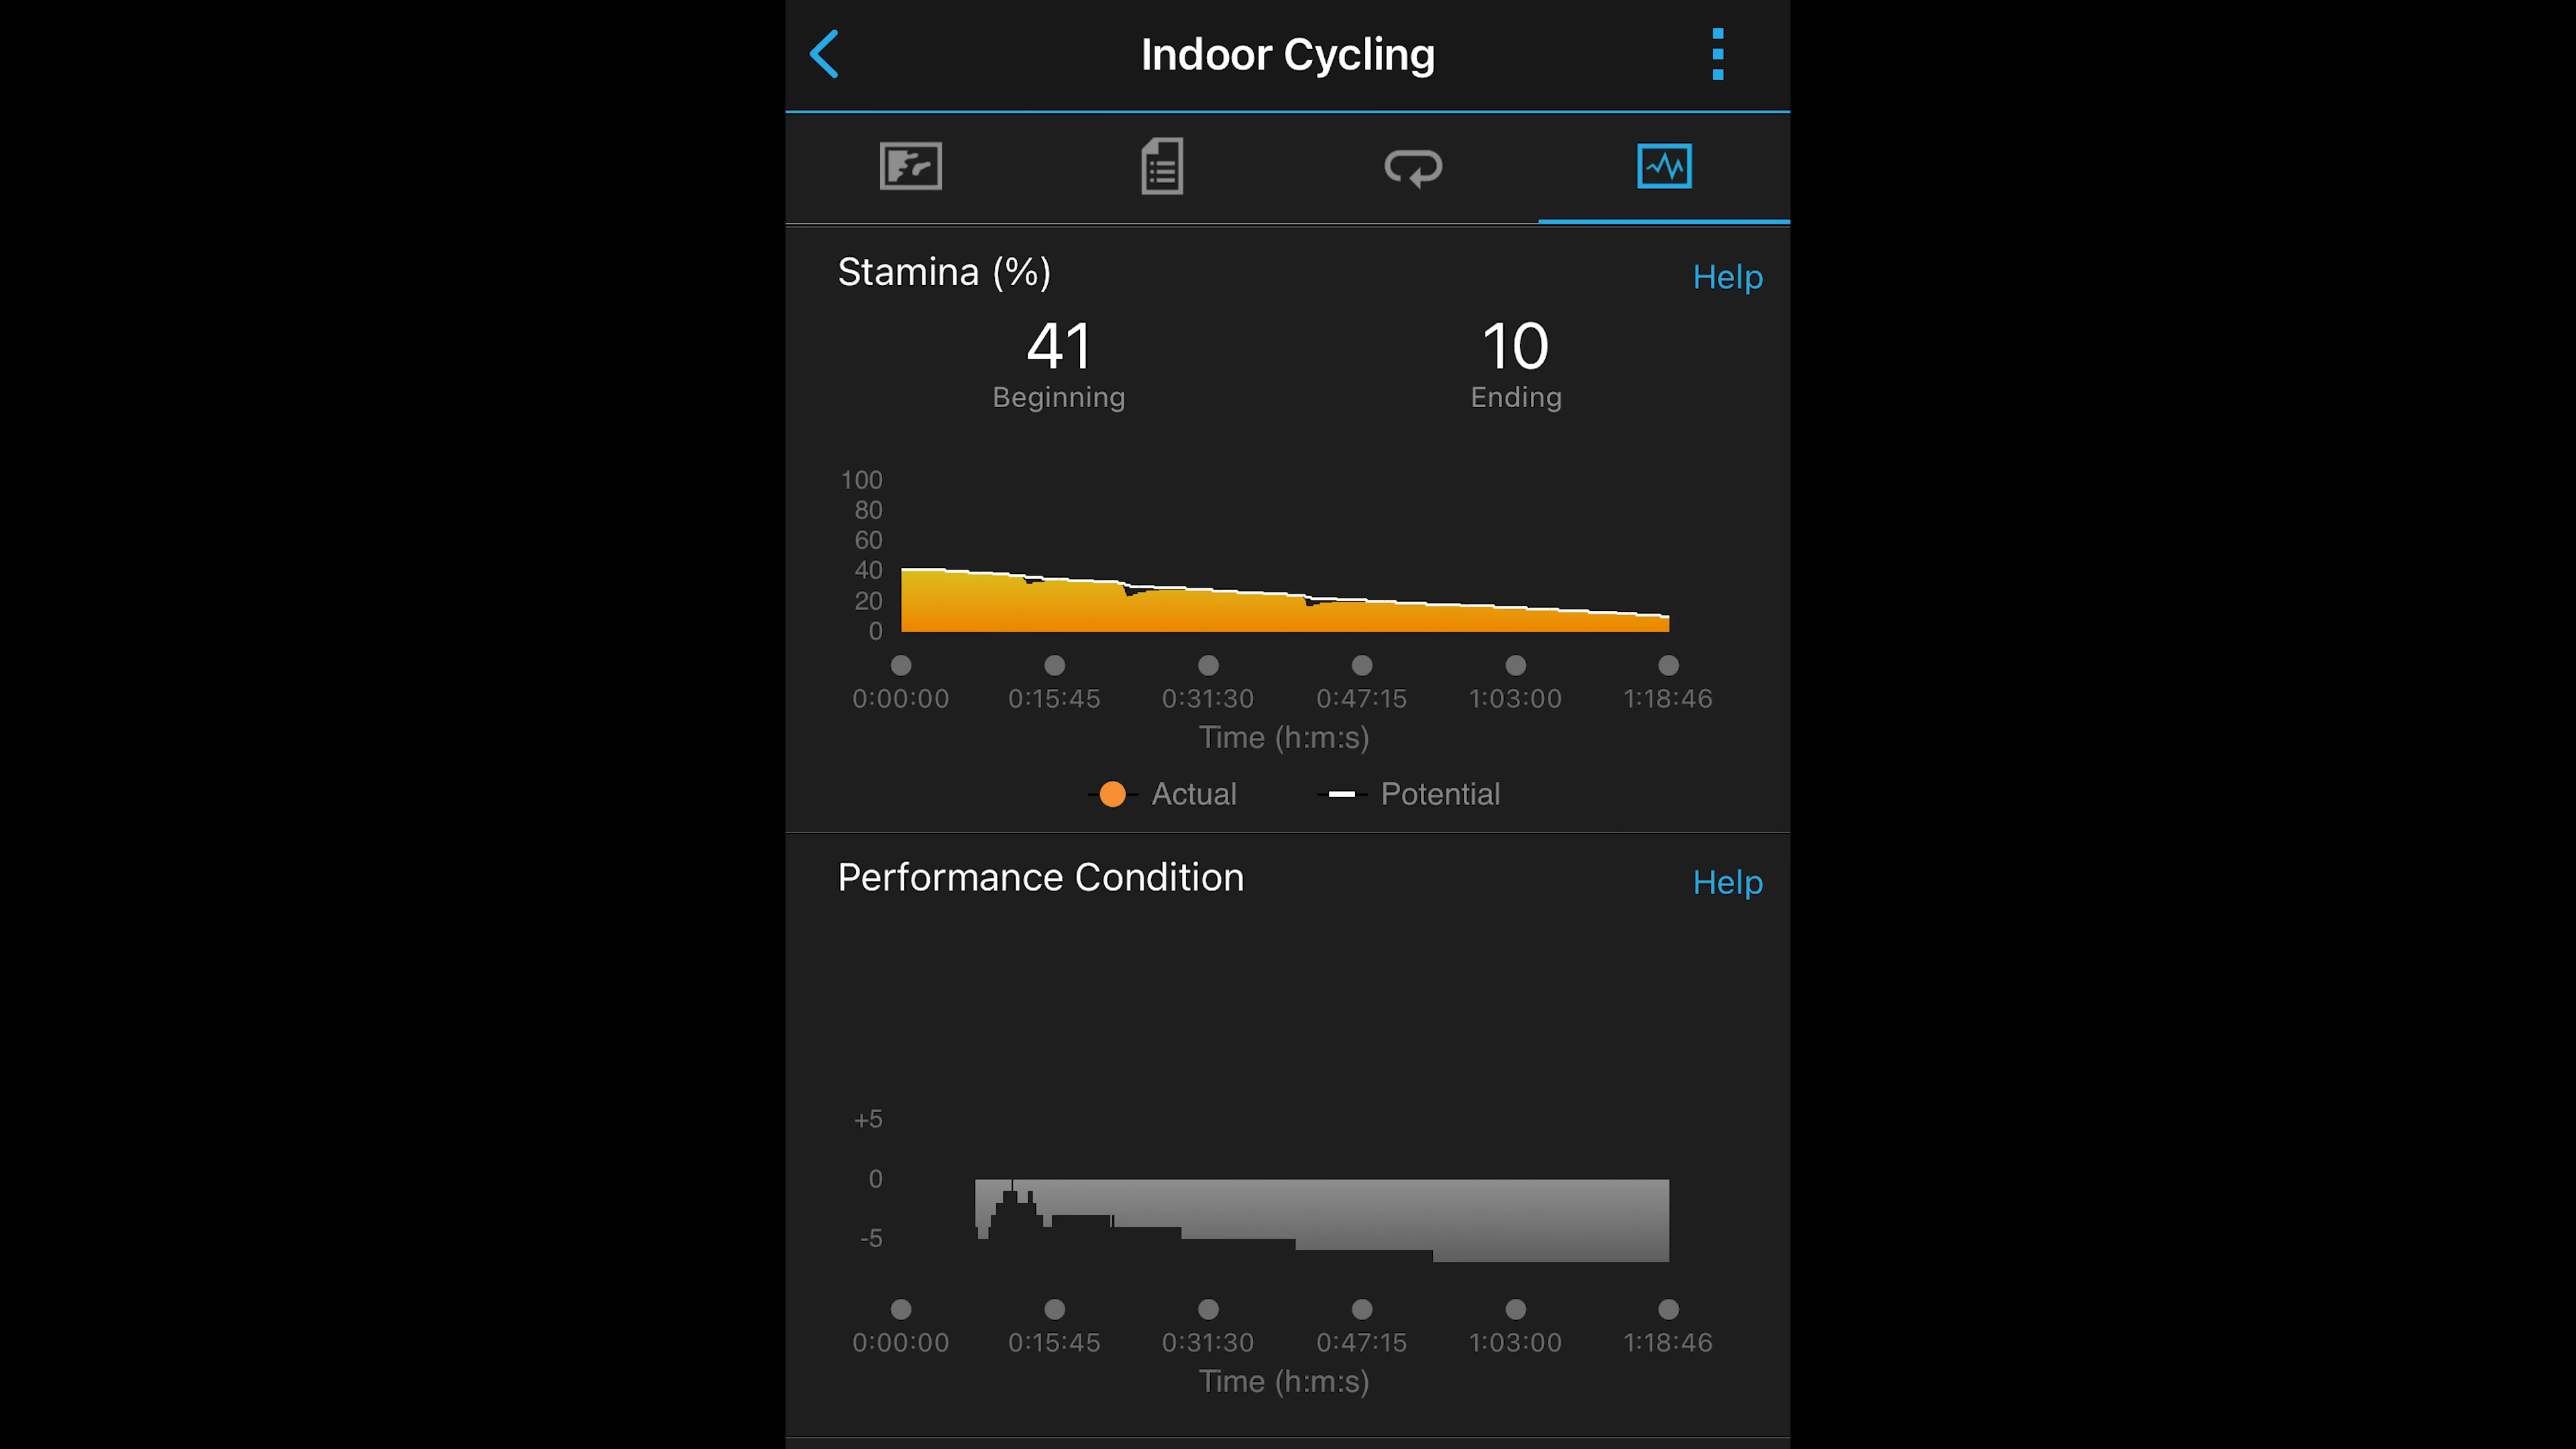 Indoor Cycling
Stamina (%)
Help
41
10
Beginning
Ending
100
80
60
40
20
0
0:00:00 0:15:45 0:31:30 0:47:15 1:03:00 1:18:46
Time (h:m:s)
Actual Potential
Performance Condition
Help
+5
0
-5
0:00:00 0:15:45 0:31:30 0:47:15 1:03:00 1:18:46
Time (h:m:s)